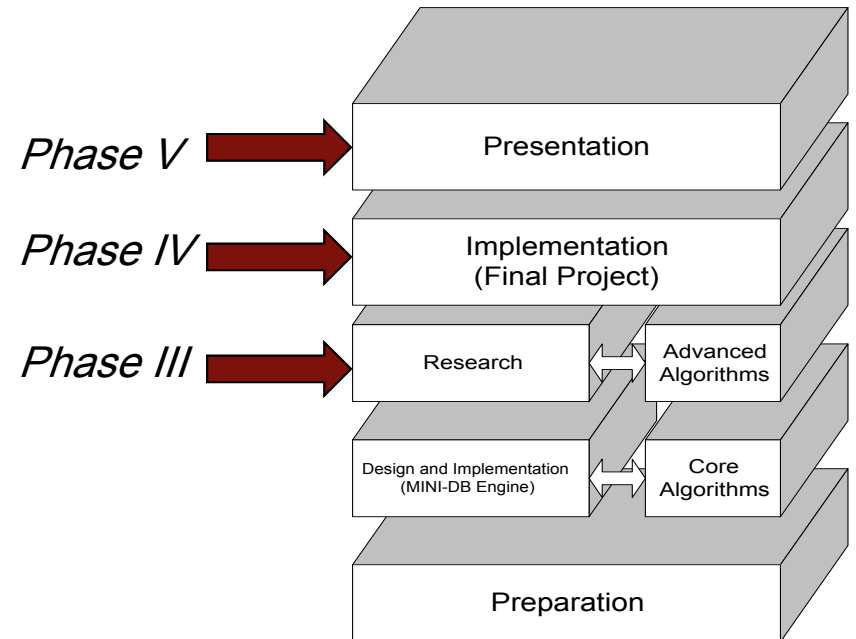 Phase V
Presentation
Phase IV
Implementation
(Final Project)
Phase III
Research
Advanced
Algorithms
Design and Implementation
(MINI-DB Engine)
Core
Algorithms
Preparation